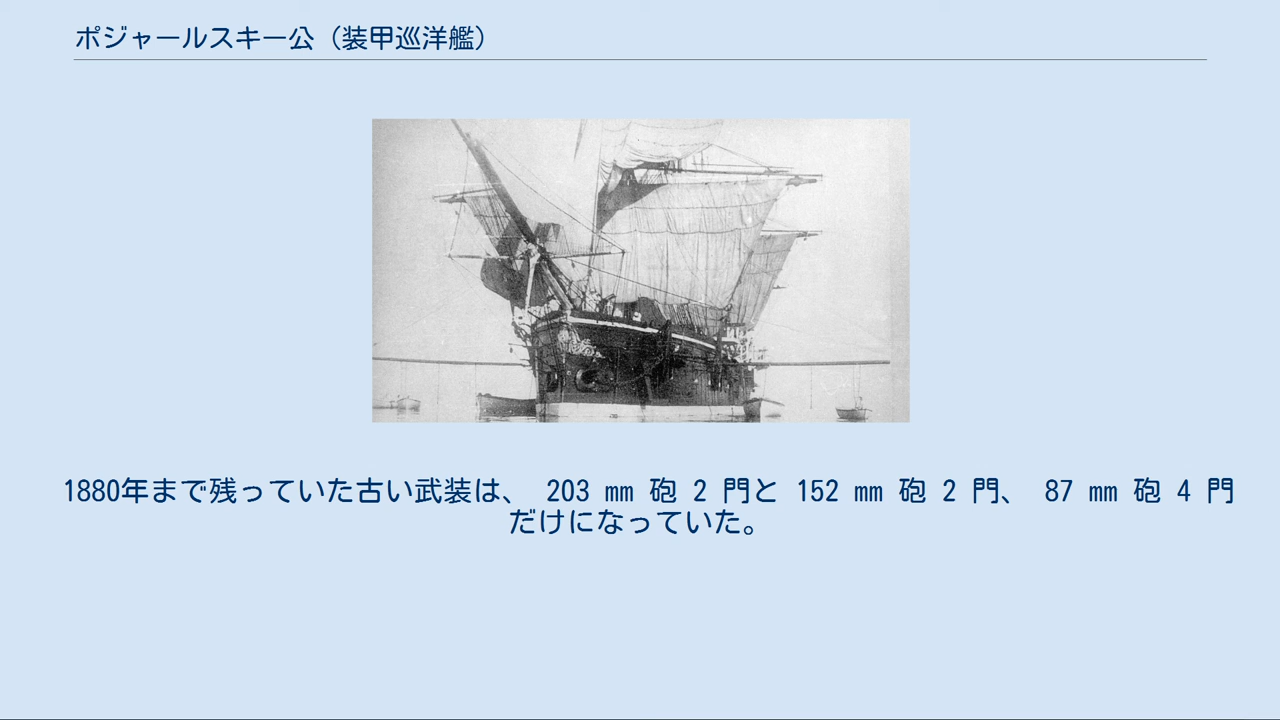 ポジャールスキー公（装甲巡洋艦）
1880年まで残っていた古い武装は、 203 mm 砲 2 門と 152 mm 砲 2 門、 87 mm 砲 4 門
だけになっていた。